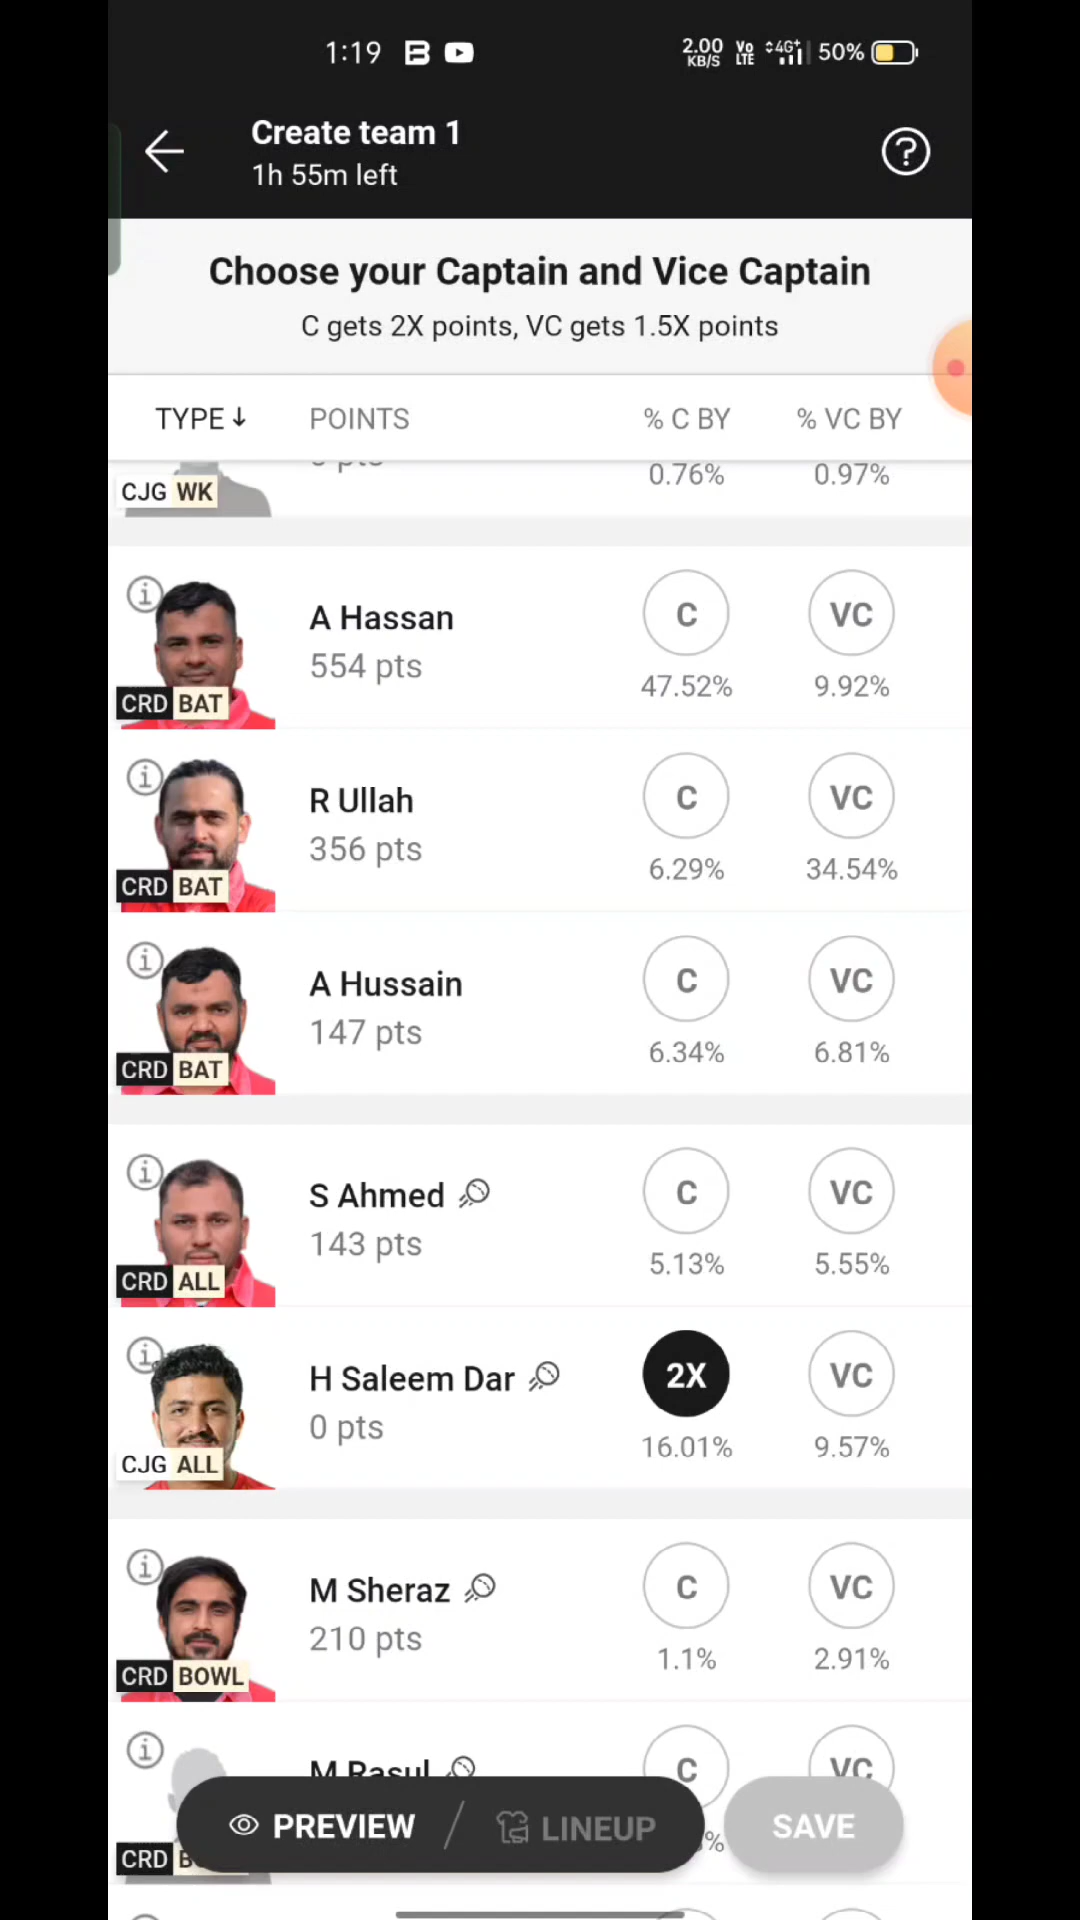 1:19
2.00 KB/S Vo LTE 4G+ 50%
Create team 1
1h 55m left
Choose your Captain and Vice Captain
C gets 2X points, VC gets 1.5X points
TYPE↓ POINTS % C BY % VC BY
CJG WK 0.76% 0.97%
A Hassan C VC
554 pts
CRD BAT 47.52% 9.92%
R Ullah C VC
356 pts
CRD BAT 6.29% 34.54%
A Hussain C VC
147 pts
CRD BAT 6.34% 6.81%
S Ahmed C VC
143 pts
CRD ALL 5.13% 5.55%
H Saleem Dar 2X VC
0 pts
CJG ALL 16.01% 9.57%
M Sheraz C VC
210 pts
CRD BOWL 1.1% 2.91%
M Rasul C VC
PREVIEW / LINEUP SAVE
CRD